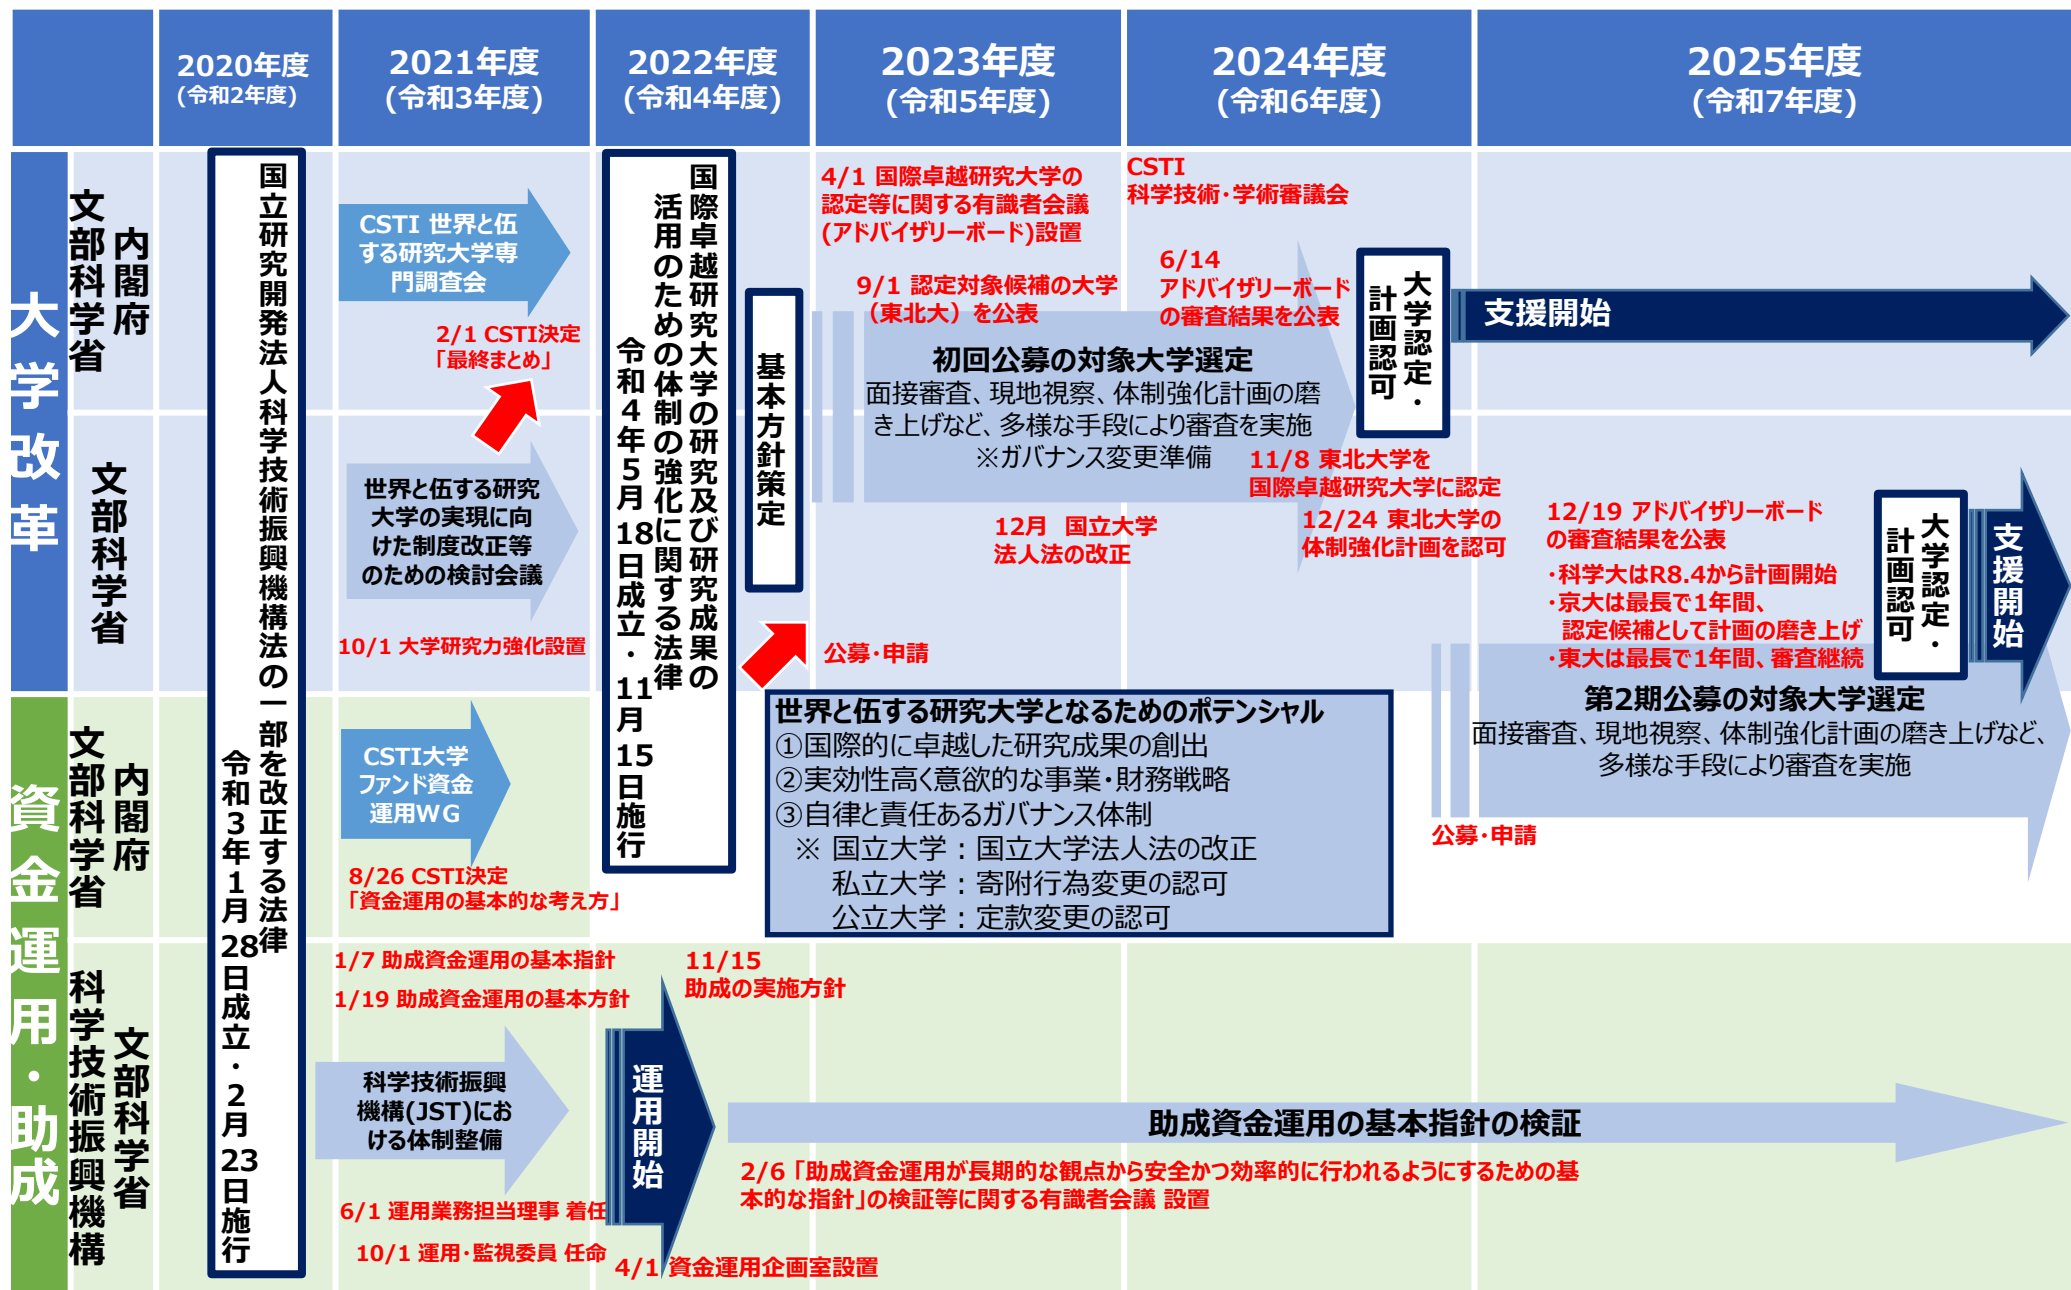 2020年度
(令和2年度)
2021年度
(令和3年度)
2022年度
(令和4年度)
2023年度
(令和5年度)
2024年度
(令和6年度)
2025年度
(令和7年度)
大学改革
内閣府
文部科学省
文部科学省
資金運用・助成
内閣府
文部科学省
文部科学省
科学技術振興機構
国立研究開発法人科学技術振興機構法の一部を改正する法律
令和3年1月28日成立・2月23日施行
CSTI 世界と伍
する研究大学専
門調査会
2/1 CSTI決定
「最終まとめ」
世界と伍する研究
大学の実現に向
けた制度改正等
のための検討会議
10/1 大学研究力強化設置
CSTI大学
ファンド資金
運用WG
8/26 CSTI決定
「資金運用の基本的な考え方」
1/7 助成資金運用の基本指針
1/19 助成資金運用の基本方針
科学技術振興
機構(JST)にお
ける体制整備
6/1 運用業務担当理事 着任
10/1 運用・監視委員 任命
国際卓越研究大学の研究及び研究成果の
活用のための体制の強化に関する法律
令和4年5月18日成立・11月15日施行
基本方針策定
公募・申請
11/15
助成の実施方針
運用開始
4/1 資金運用企画室設置
4/1 国際卓越研究大学の
認定等に関する有識者会議
(アドバイザリーボード)設置
9/1 認定対象候補の大学
（東北大）を公表
CSTI
科学技術・学術審議会
6/14
アドバイザリーボード
の審査結果を公表
初回公募の対象大学選定
面接審査、現地視察、体制強化計画の磨
き上げなど、多様な手段により審査を実施
※ガバナンス変更準備
12月 国立大学
法人法の改正
大学認定・
計画認可
11/8 東北大学を
国際卓越研究大学に認定
12/24 東北大学の
体制強化計画を認可
支援開始
12/19 アドバイザリーボード
の審査結果を公表
・科学大はR8.4から計画開始
・京大は最長で1年間、
認定候補として計画の磨き上げ
・東大は最長で1年間、審査継続
大学認定・
計画認可
支援開始
第2期公募の対象大学選定
面接審査、現地視察、体制強化計画の磨き上げなど、
多様な手段により審査を実施
公募・申請
世界と伍する研究大学となるためのポテンシャル
①国際的に卓越した研究成果の創出
②実効性高く意欲的な事業・財務戦略
③自律と責任あるガバナンス体制
※ 国立大学：国立大学法人法の改正
私立大学：寄附行為変更の認可
公立大学：定款変更の認可
助成資金運用の基本指針の検証
2/6「助成資金運用が長期的な観点から安全かつ効率的に行われるようにするための基
本的な指針」の検証等に関する有識者会議 設置